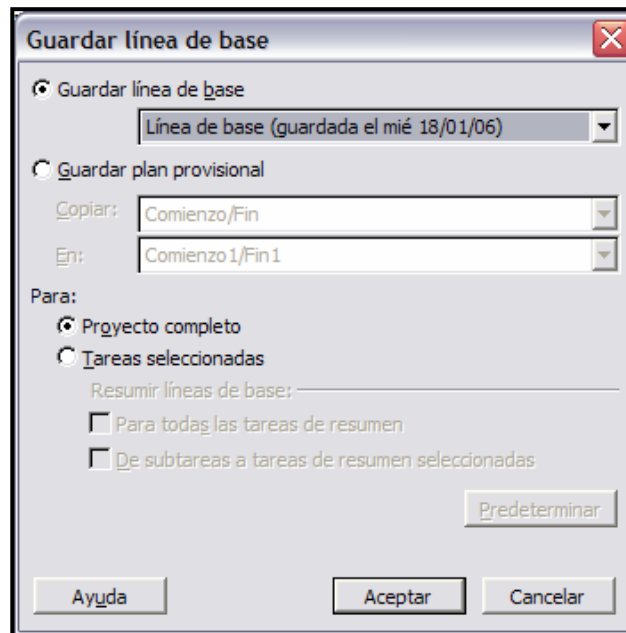 Guardar línea de base
Guardar línea de base
Línea de base (guardada el mié 18/01/06)
Guardar plan provisional
Copiar: Comienzo/Fin
En: Comienzo1/Fin1
Para:
Proyecto completo
Tareas seleccionadas
Resumir líneas de base:
Para todas las tareas de resumen
De subtareas a tareas de resumen seleccionadas
Predeterminar
Ayuda Aceptar Cancelar